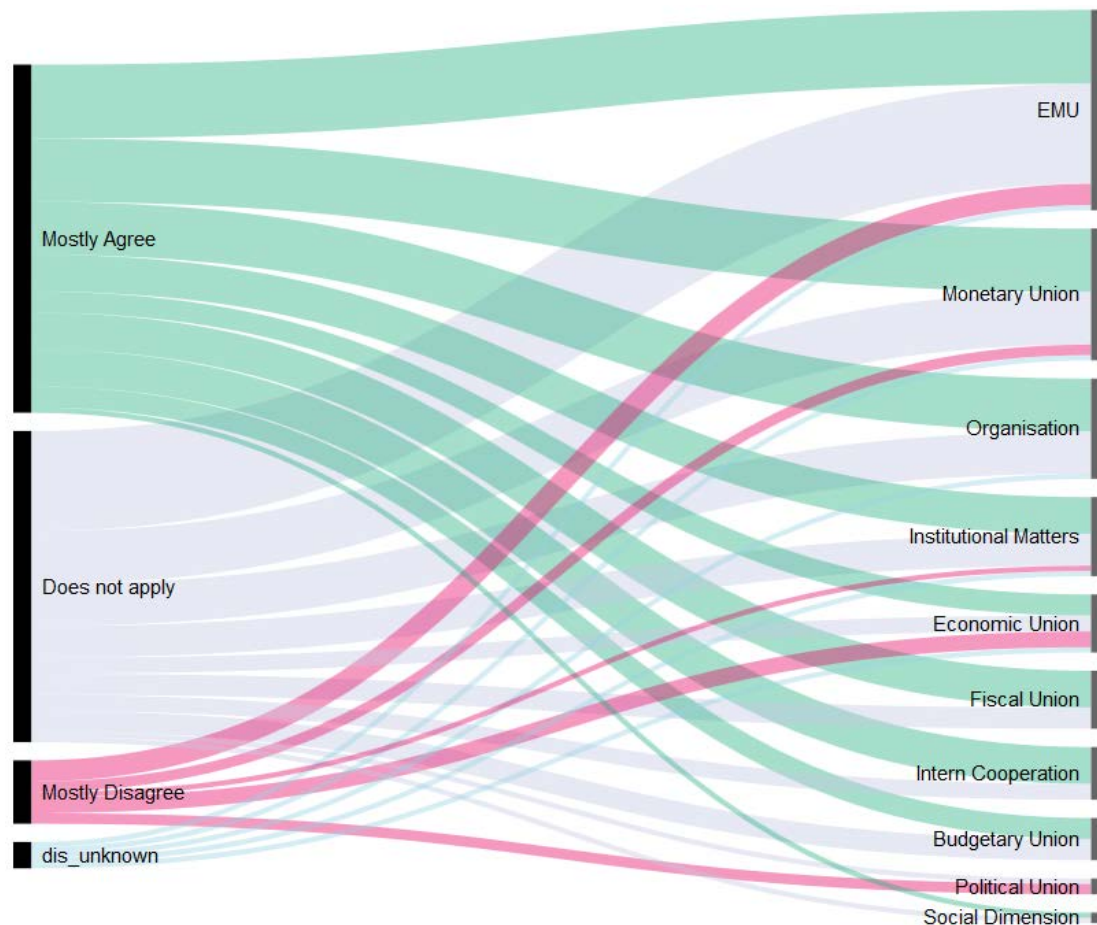 Mostly Agree
Does not apply
Mostly Disagree
dis_unknown
EMU
Monetary Union
Organisation
Institutional Matters
Economic Union
Fiscal Union
Intern Cooperation
Budgetary Union
Political Union
Social Dimension